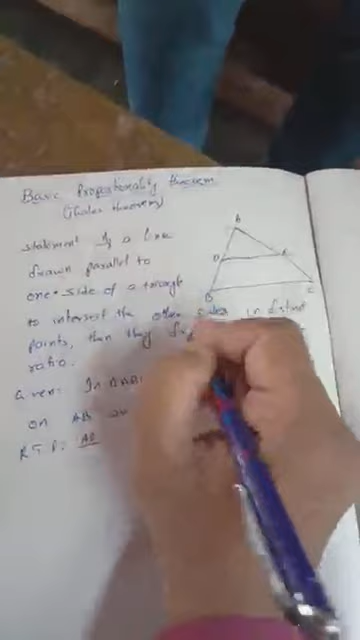 Basic Proportionality theorem
(Thales theorem)
A
Statement If a line
drawn parallel to
D E
one side of a triangle
B C
to intersect the other sides in distinct
points, then they
ratio.
Given: In ΔABC
on AB
R.T.P: AD